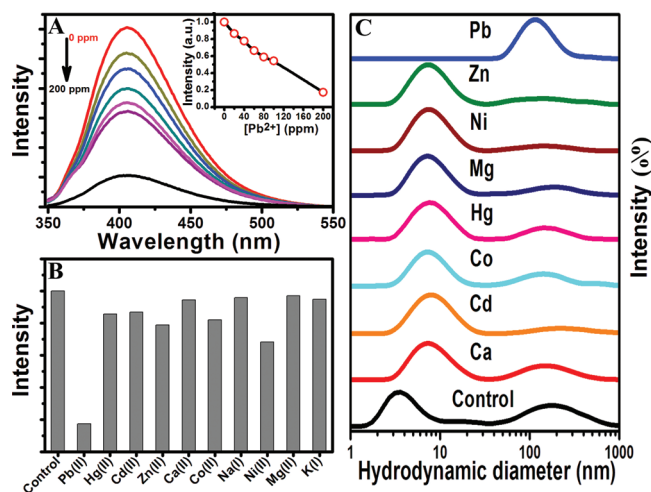 A
0 ppm
200 ppm
Intensity
350 400 450 500 550
Wavelength (nm)
Intensity (a.u.)
1.0
0.8
0.6
0.4
0.2
0.0
0 40 80 120 160 200
[Pb2+] (ppm)
B
Intensity
Control
Pb(II)
Hg(II)
Cd(II)
Zn(II)
Ca(II)
Co(II)
Na(I)
Ni(II)
Mg(II)
K(I)
C
Pb
Zn
Ni
Mg
Hg
Co
Cd
Ca
Control
1 10 100 1000
Hydrodynamic diameter (nm)
Intensity (%)